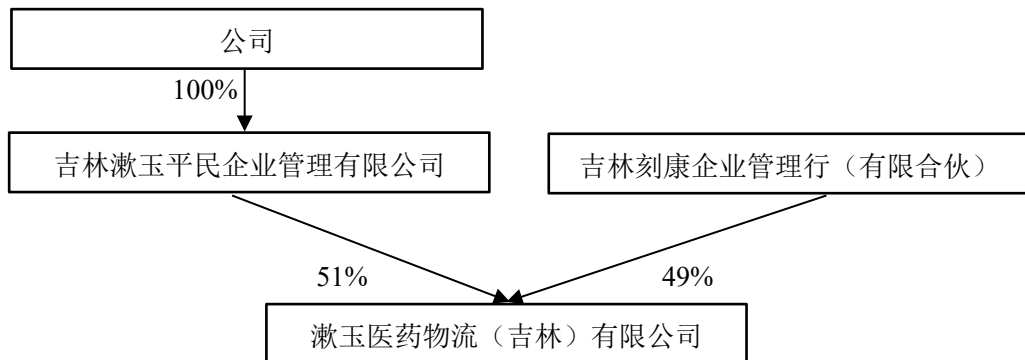 公司
100%
吉林漱玉平民企业管理有限公司
吉林刻康企业管理行（有限合伙）
51%
49%
漱玉医药物流（吉林）有限公司